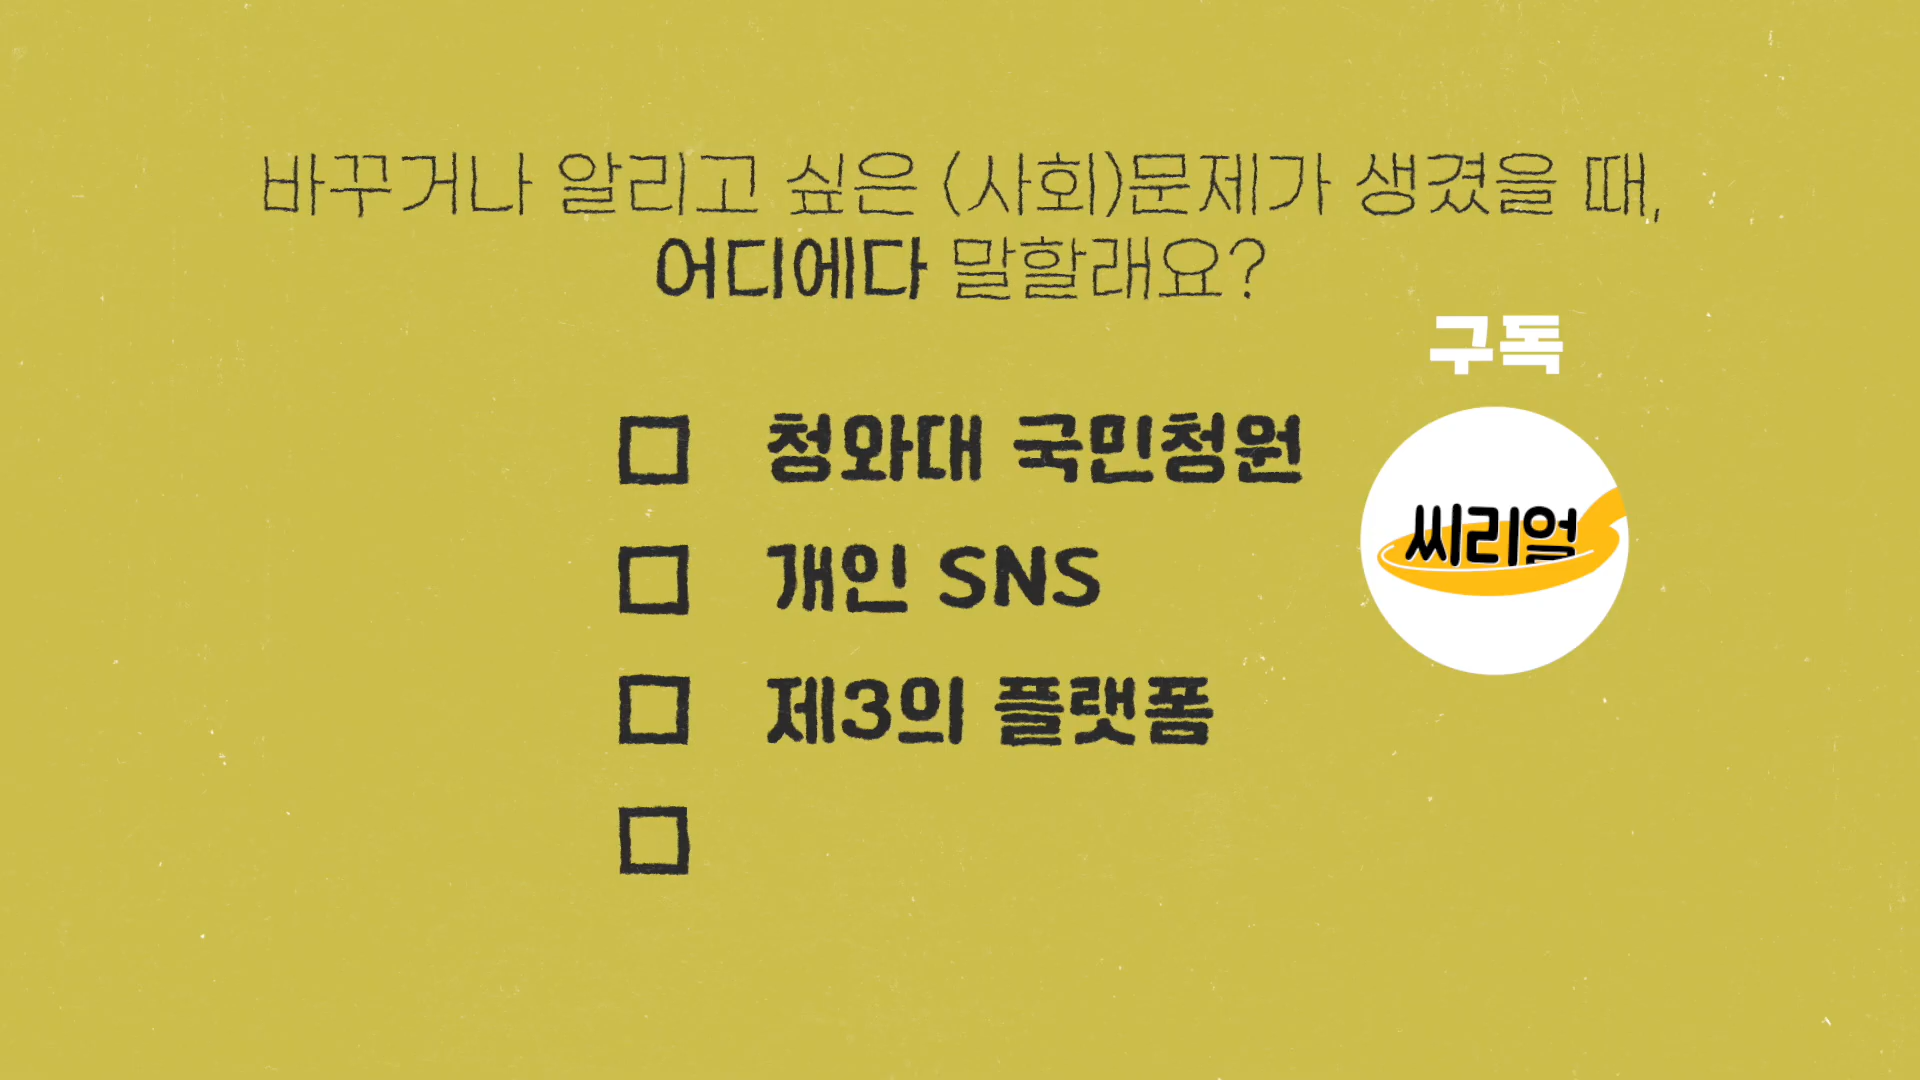 바꾸거나 알리고 싶은 (사회)문제가 생겼을 때,
어디에다 말할래요?
구독
청와대 국민청원
씨리얼
개인 SNS
제3의 플랫폼